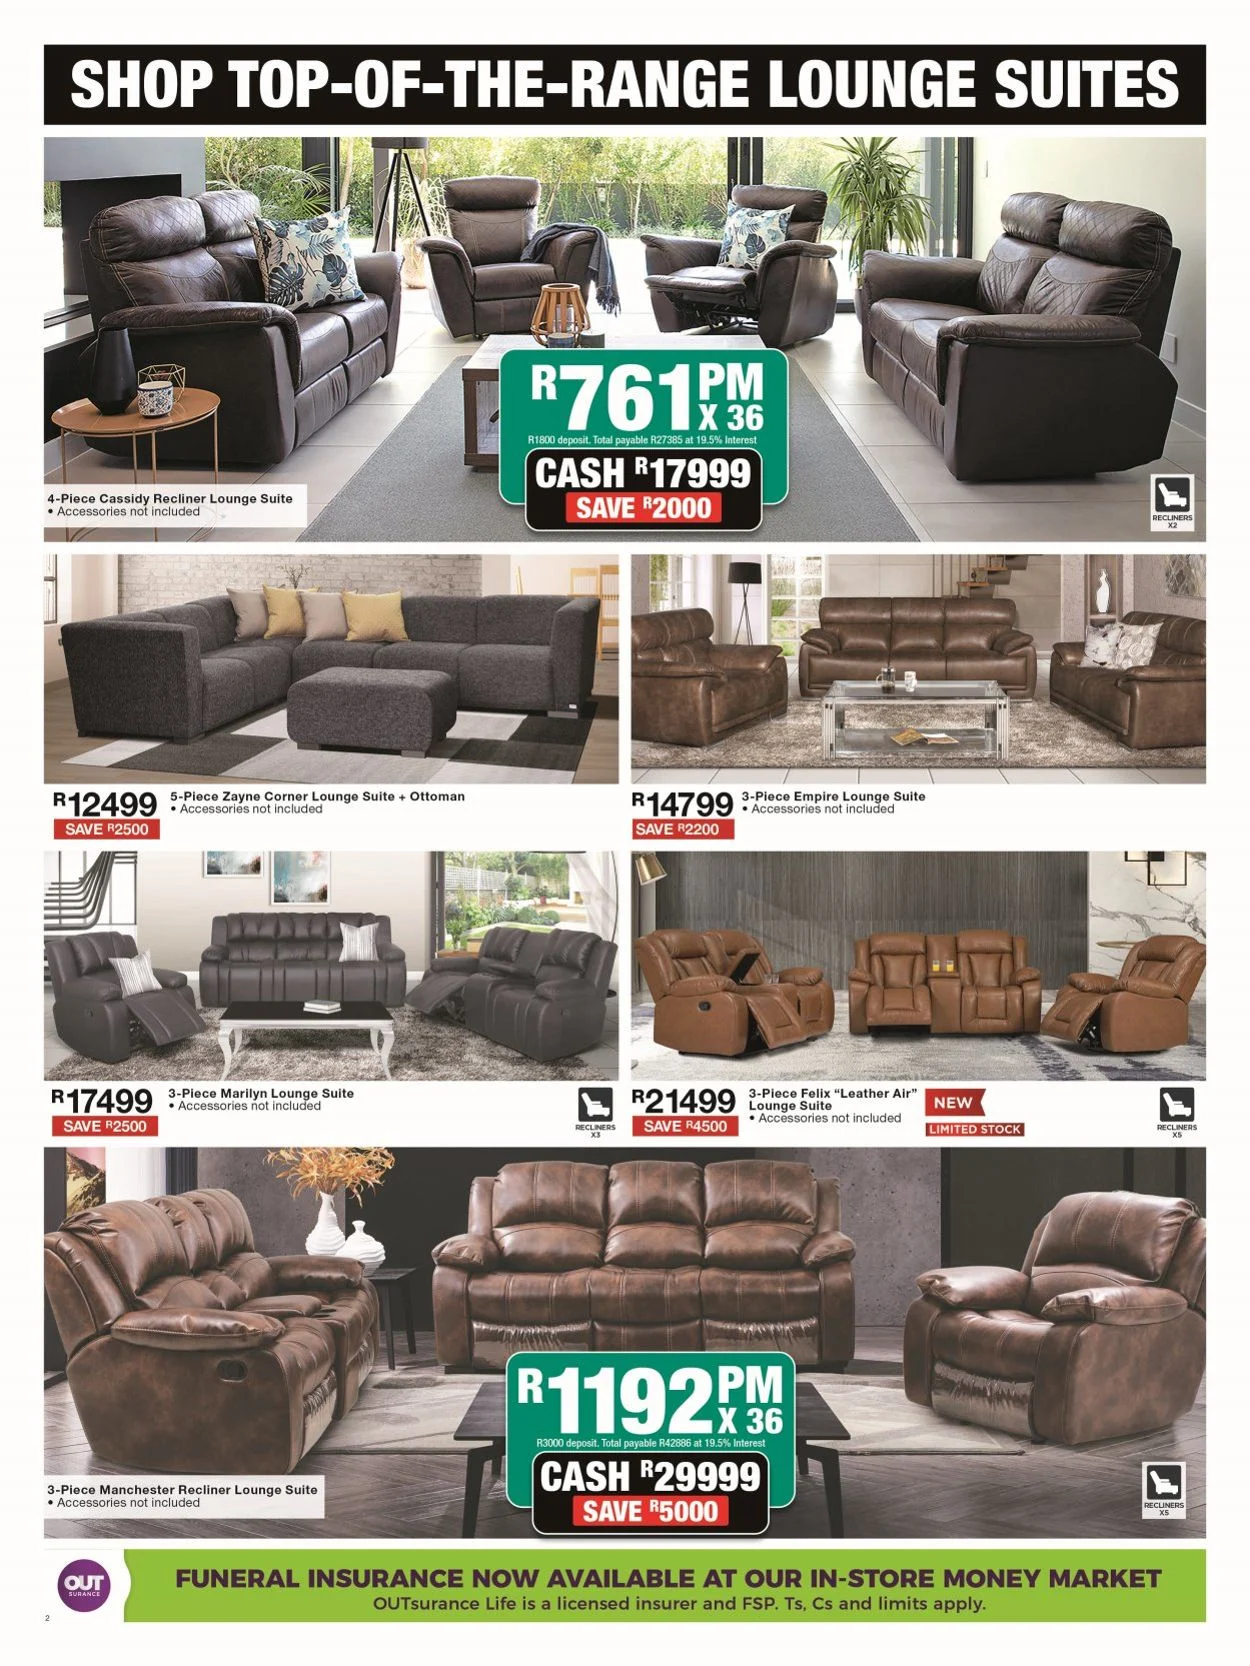 SHOP TOP-OF-THE-RANGE LOUNGE SUITES
R761 PM X 36
R1800 deposit. Total payable R27385 at 19.5% Interest
CASH R17999
SAVE R2000
4-Piece Cassidy Recliner Lounge Suite
• Accessories not included
RECLINERS
X2
R12499
SAVE R2500
5-Piece Zayne Corner Lounge Suite + Ottoman
• Accessories not included
R14799
SAVE R2200
3-Piece Empire Lounge Suite
• Accessories not included
R17499
SAVE R2500
3-Piece Marilyn Lounge Suite
• Accessories not included
RECLINERS
X3
R21499
SAVE R4500
3-Piece Felix “Leather Air”
Lounge Suite
• Accessories not included
NEW
LIMITED STOCK
RECLINERS
X5
R1192 PM X 36
R3000 deposit. Total payable R42886 at 19.5% Interest
CASH R29999
SAVE R5000
3-Piece Manchester Recliner Lounge Suite
• Accessories not included
RECLINERS
X5
OUT
SURANCE
FUNERAL INSURANCE NOW AVAILABLE AT OUR IN-STORE MONEY MARKET
OUTsurance Life is a licensed insurer and FSP. Ts, Cs and limits apply.
2